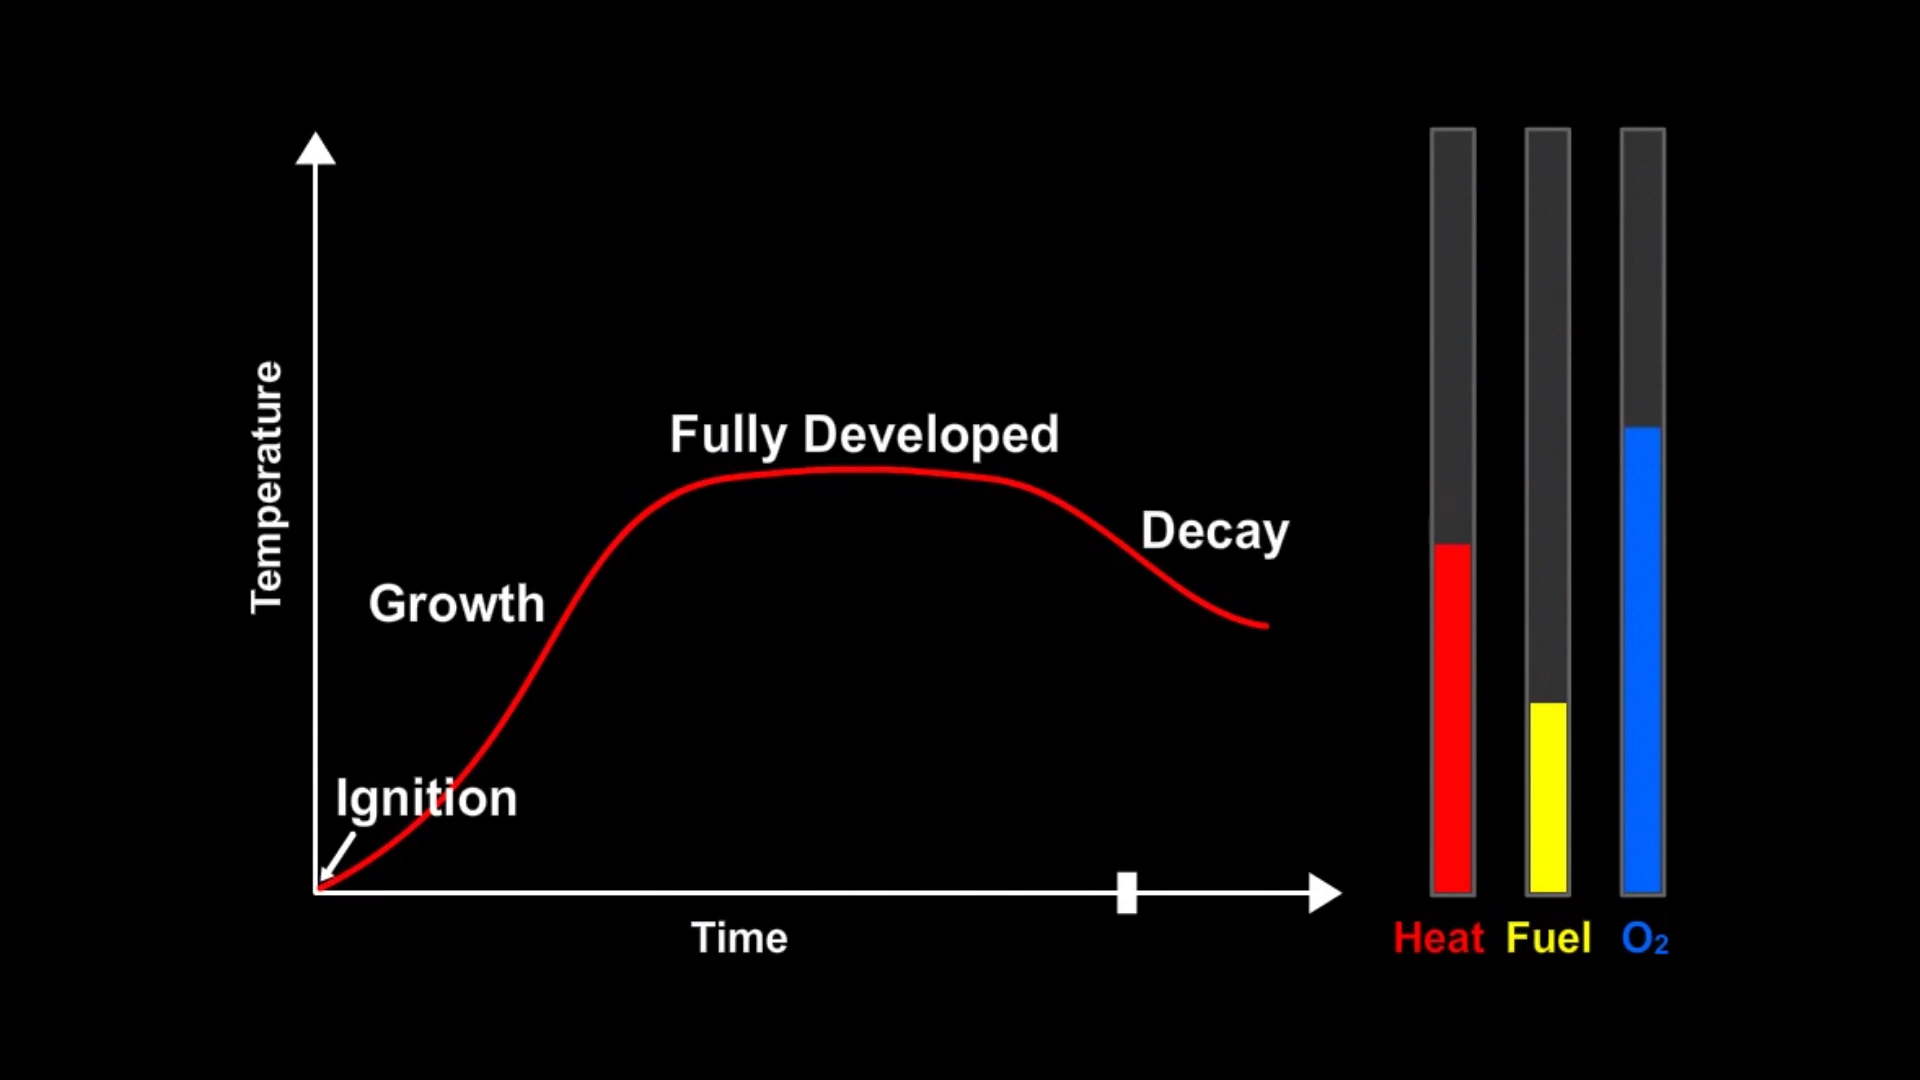 Fully Developed
Decay
Temperature
Growth
Ignition
Time
Heat
Fuel
O₂